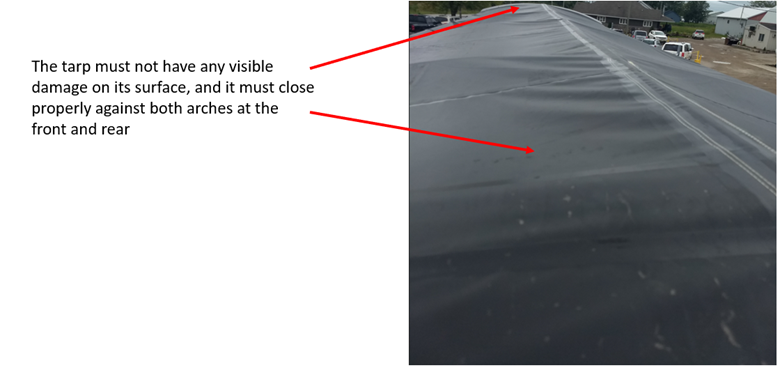 The tarp must not have any visible
damage on its surface, and it must close
properly against both arches at the
front and rear